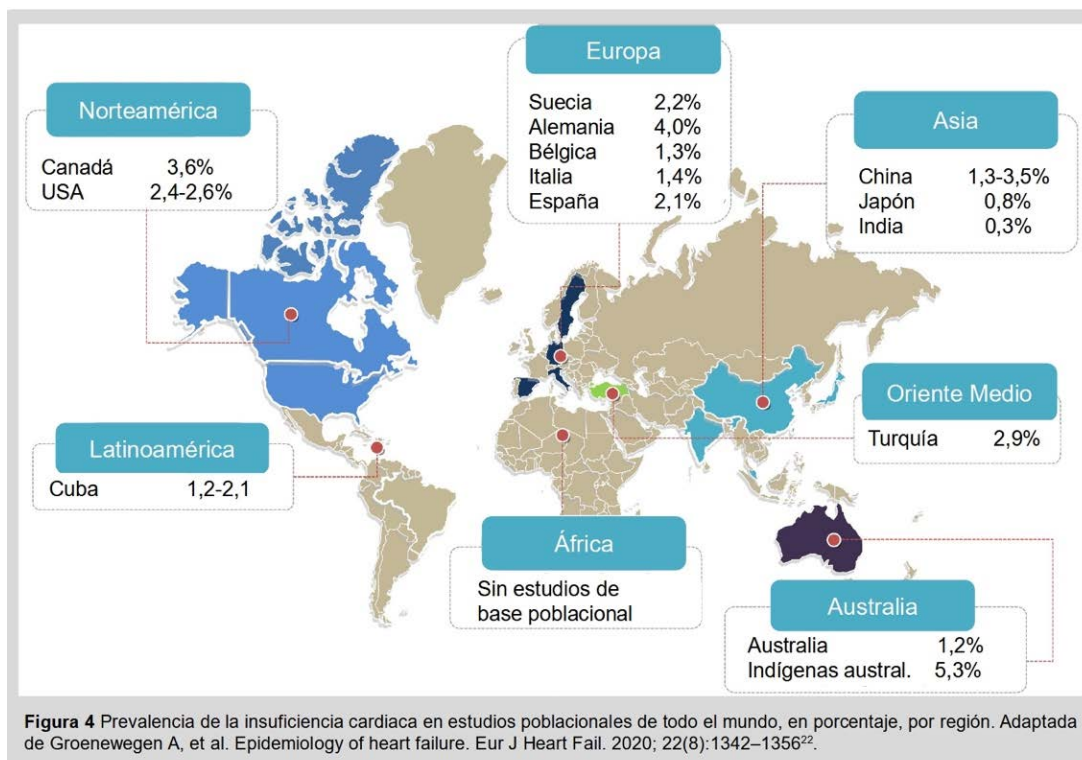 Norteamérica
Canadá 3,6%
USA 2,4-2,6%
Europa
Suecia 2,2%
Alemania 4,0%
Bélgica 1,3%
Italia 1,4%
España 2,1%
Asia
China 1,3-3,5%
Japón 0,8%
India 0,3%
Latinoamérica
Cuba 1,2-2,1
Oriente Medio
Turquía 2,9%
África
Sin estudios de
base poblacional
Australia
Australia 1,2%
Indígenas austral. 5,3%
Figura 4 Prevalencia de la insuficiencia cardiaca en estudios poblacionales de todo el mundo, en porcentaje, por región. Adaptada
de Groenewegen A, et al. Epidemiology of heart failure. Eur J Heart Fail. 2020; 22(8):1342–1356²².